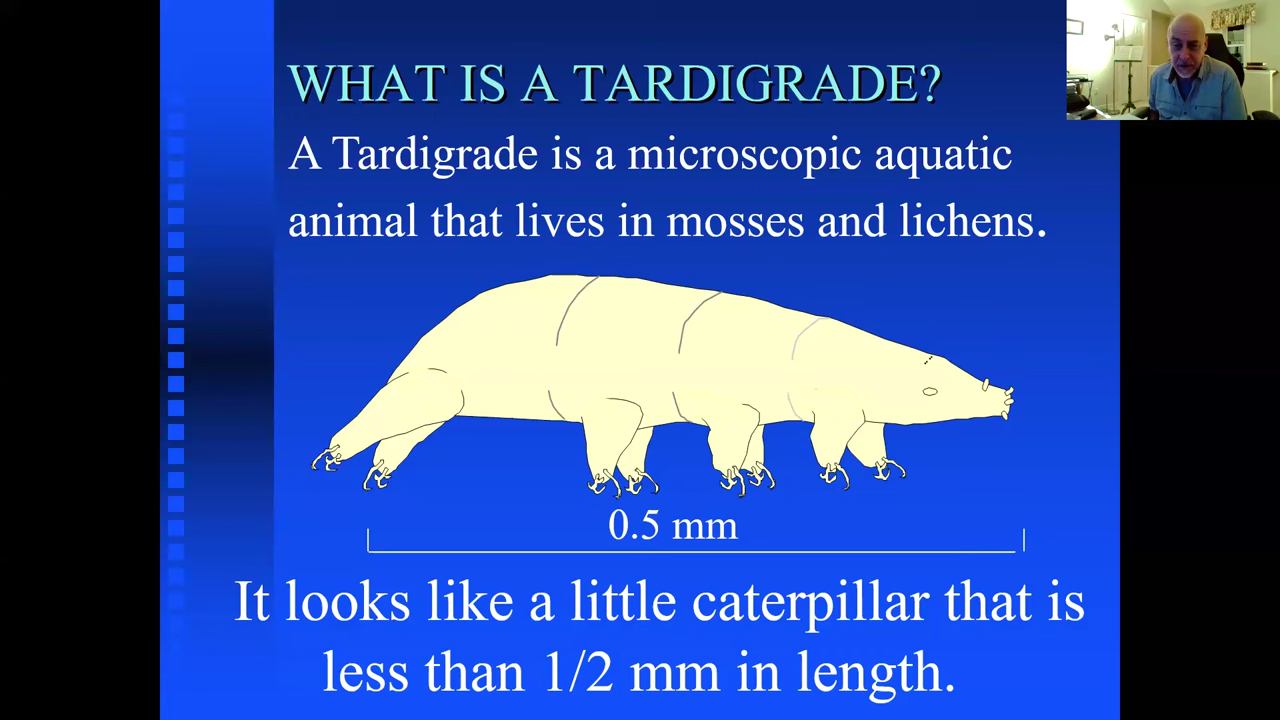 WHAT IS A TARDIGRADE?
A Tardigrade is a microscopic aquatic
animal that lives in mosses and lichens.
0.5 mm
It looks like a little caterpillar that is
less than 1/2 mm in length.